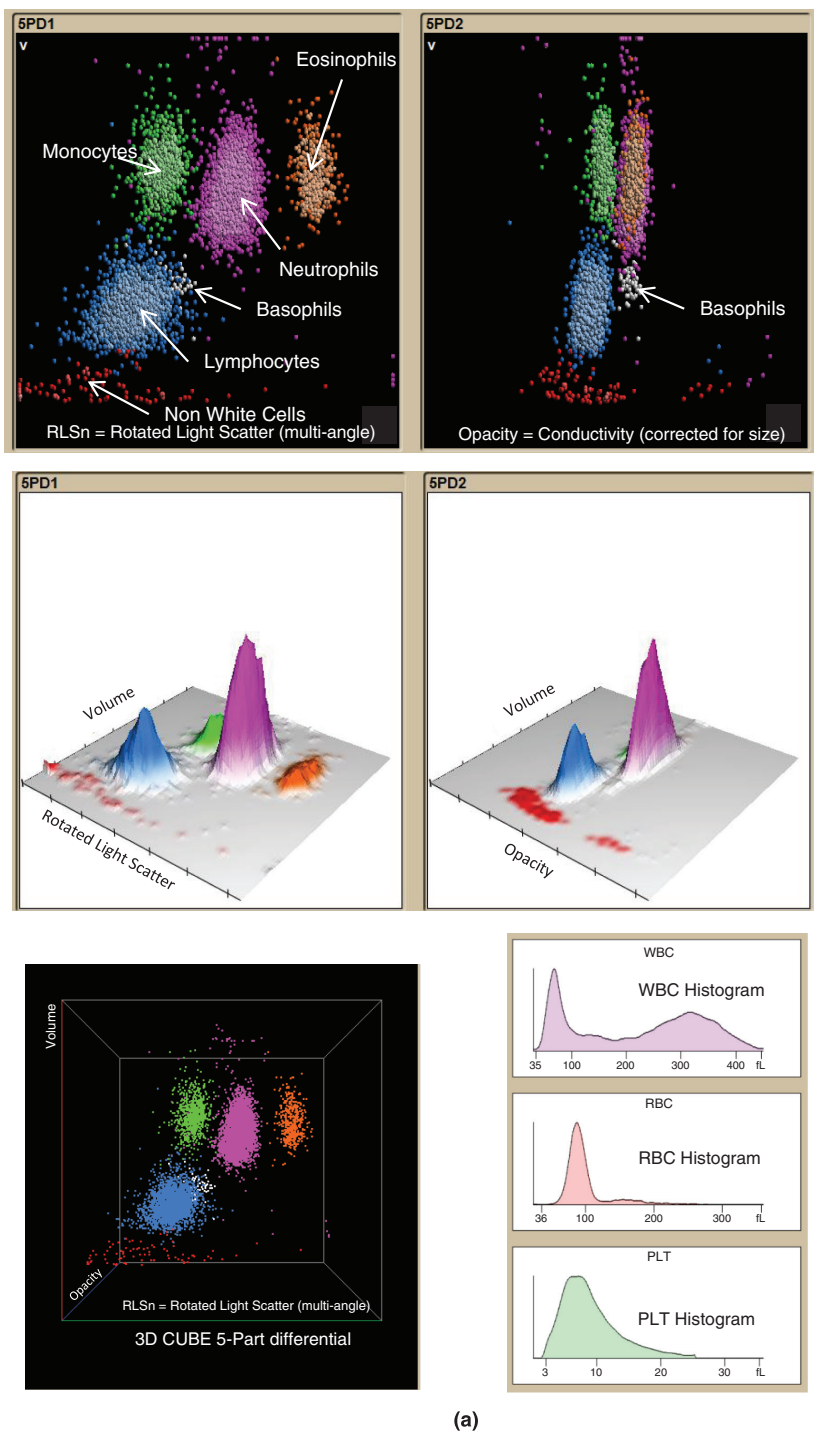 5PD1
V
Eosinophils
Monocytes
Neutrophils
Basophils
Lymphocytes
Non White Cells
RLSn = Rotated Light Scatter (multi-angle)
5PD2
V
Basophils
Opacity = Conductivity (corrected for size)
5PD1
Volume
Rotated Light Scatter
5PD2
Volume
Opacity
Volume
Opacity
RLSn = Rotated Light Scatter (multi-angle)
3D CUBE 5-Part differential
WBC
WBC Histogram
35 100 200 300 400 fL
RBC
RBC Histogram
36 100 200 300 fL
PLT
PLT Histogram
3 10 20 30 fL
(a)